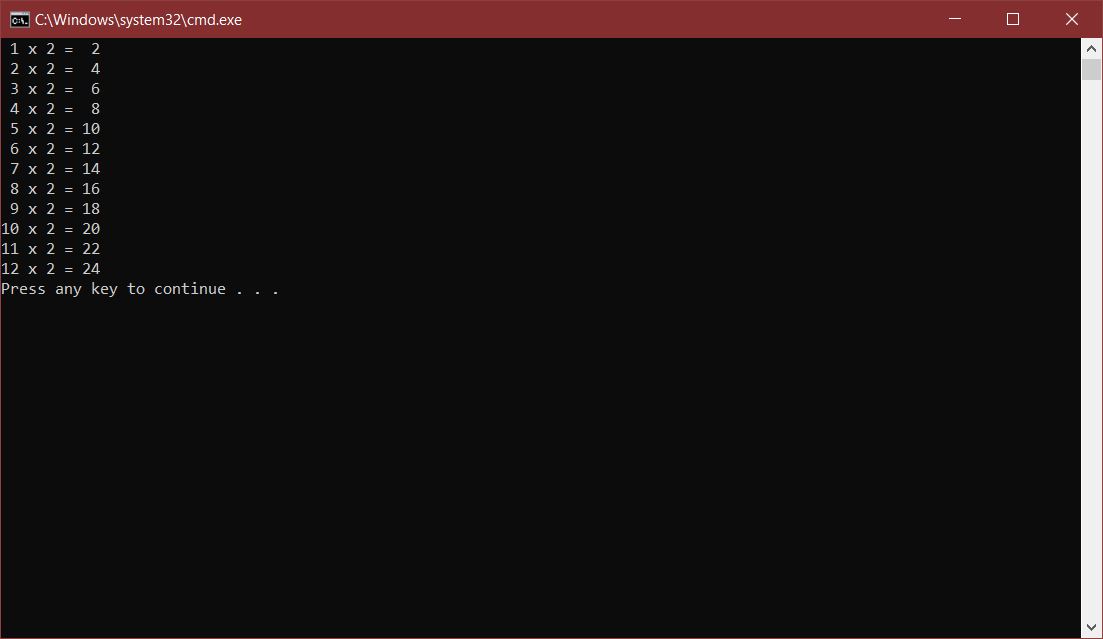 C:\Windows\system32\cmd.exe
 1 x 2 =  2
 2 x 2 =  4
 3 x 2 =  6
 4 x 2 =  8
 5 x 2 = 10
 6 x 2 = 12
 7 x 2 = 14
 8 x 2 = 16
 9 x 2 = 18
10 x 2 = 20
11 x 2 = 22
12 x 2 = 24
Press any key to continue . . .